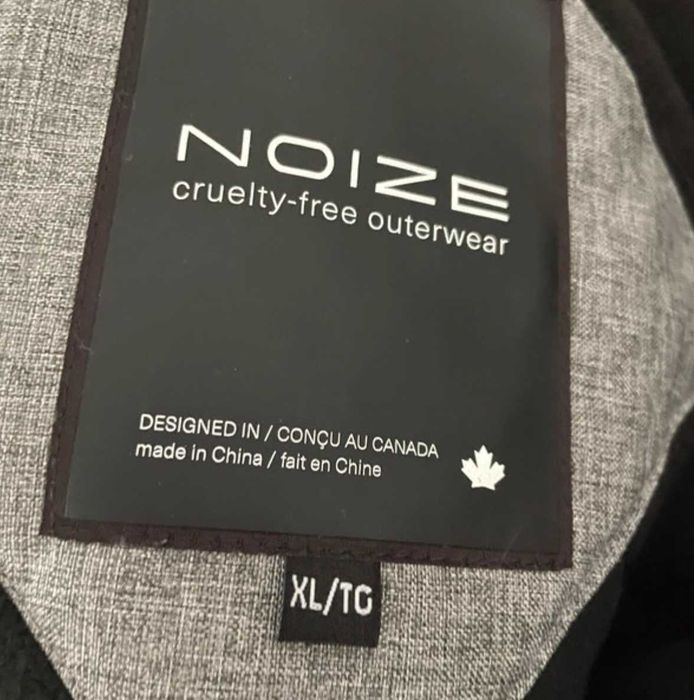 NOIZE
cruelty-free outerwear
DESIGNED IN / CONÇU AU CANADA
made in China / fait en Chine
XL/TG